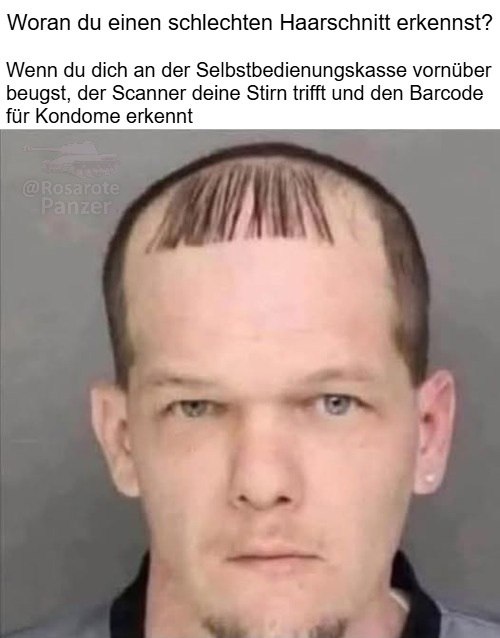 Woran du einen schlechten Haarschnitt erkennst?
Wenn du dich an der Selbstbedienungskasse vornüber
beugst, der Scanner deine Stirn trifft und den Barcode
für Kondome erkennt
@Rosarote
Panzer